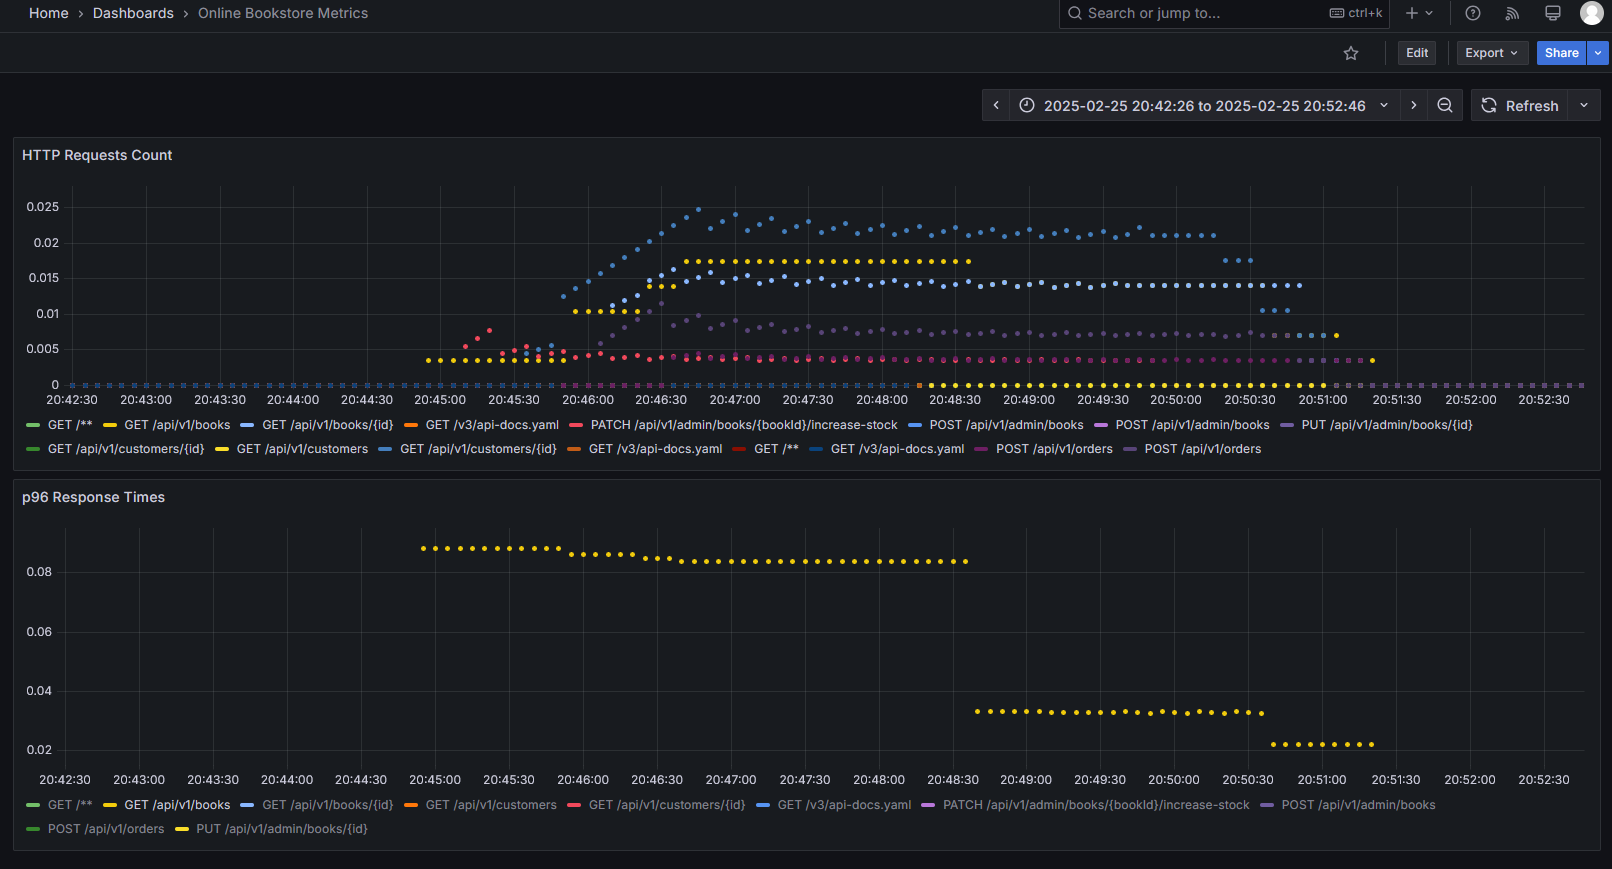 Home › Dashboards › Online Bookstore Metrics
Search or jump to... ctrl+k
Edit Export Share
2025-02-25 20:42:26 to 2025-02-25 20:52:46 Refresh
HTTP Requests Count
0.025
0.02
0.015
0.01
0.005
0
20:42:30 20:43:00 20:43:30 20:44:00 20:44:30 20:45:00 20:45:30 20:46:00 20:46:30 20:47:00 20:47:30 20:48:00 20:48:30 20:49:00 20:49:30 20:50:00 20:50:30 20:51:00 20:51:30 20:52:00 20:52:30
GET /** GET /api/v1/books GET /api/v1/books/{id} GET /v3/api-docs.yaml PATCH /api/v1/admin/books/{bookId}/increase-stock POST /api/v1/admin/books POST /api/v1/admin/books PUT /api/v1/admin/books/{id}
GET /api/v1/customers/{id} GET /api/v1/customers GET /api/v1/customers/{id} GET /v3/api-docs.yaml GET /** GET /v3/api-docs.yaml POST /api/v1/orders POST /api/v1/orders
p96 Response Times
0.08
0.06
0.04
0.02
20:42:30 20:43:00 20:43:30 20:44:00 20:44:30 20:45:00 20:45:30 20:46:00 20:46:30 20:47:00 20:47:30 20:48:00 20:48:30 20:49:00 20:49:30 20:50:00 20:50:30 20:51:00 20:51:30 20:52:00 20:52:30
GET /** GET /api/v1/books GET /api/v1/books/{id} GET /api/v1/customers GET /api/v1/customers/{id} GET /v3/api-docs.yaml PATCH /api/v1/admin/books/{bookId}/increase-stock POST /api/v1/admin/books
POST /api/v1/orders PUT /api/v1/admin/books/{id}